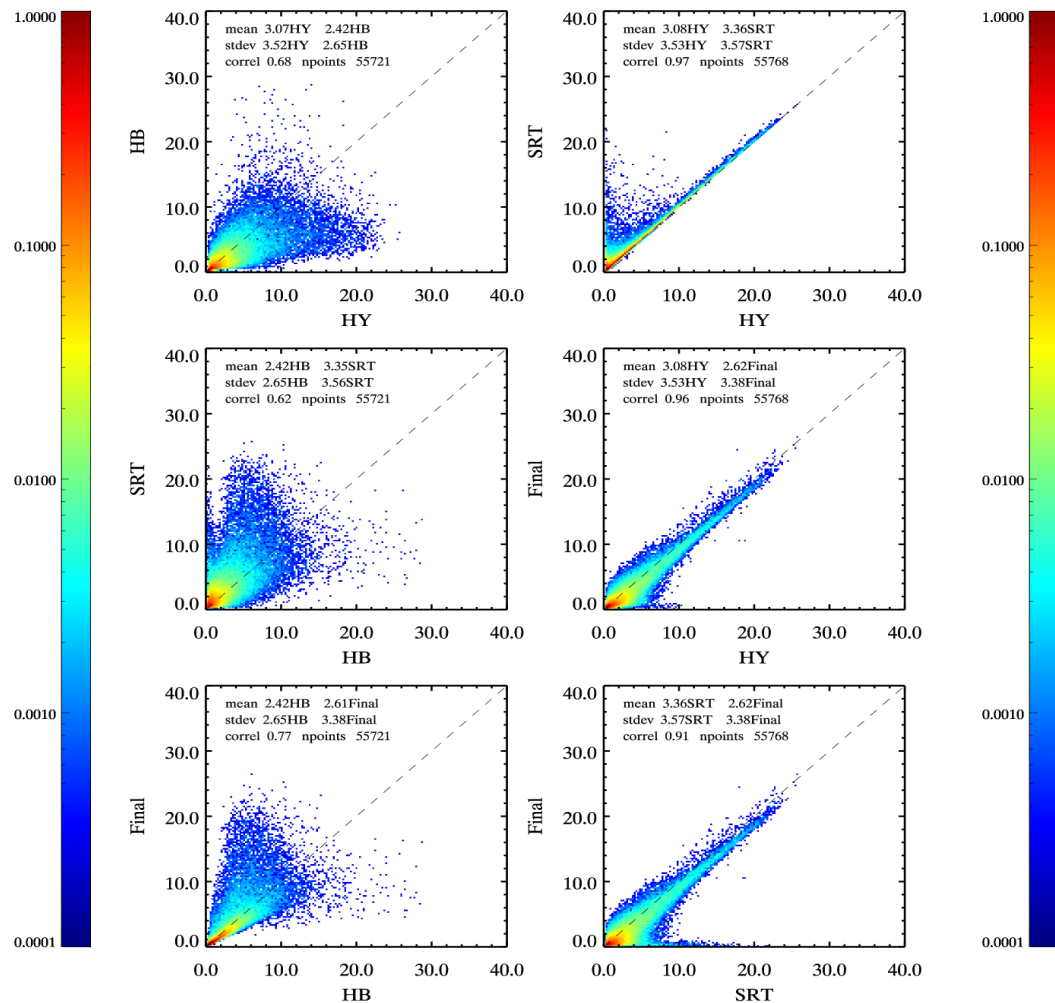 1.0000
0.1000
0.0100
0.0010
0.0001
40.0
30.0
20.0
10.0
0.0
HB
mean 3.07HY 2.42HB
stdev 3.52HY 2.65HB
correl 0.68 npoints 55721
0.0 10.0 20.0 30.0 40.0
HY
40.0
30.0
20.0
10.0
0.0
SRT
mean 3.08HY 3.36SRT
stdev 3.53HY 3.57SRT
correl 0.97 npoints 55768
0.0 10.0 20.0 30.0 40.0
HY
40.0
30.0
20.0
10.0
0.0
SRT
mean 2.42HB 3.35SRT
stdev 2.65HB 3.56SRT
correl 0.62 npoints 55721
0.0 10.0 20.0 30.0 40.0
HB
40.0
30.0
20.0
10.0
0.0
Final
mean 3.08HY 2.62Final
stdev 3.53HY 3.38Final
correl 0.96 npoints 55768
0.0 10.0 20.0 30.0 40.0
HY
40.0
30.0
20.0
10.0
0.0
Final
mean 2.42HB 2.61Final
stdev 2.65HB 3.38Final
correl 0.77 npoints 55721
0.0 10.0 20.0 30.0 40.0
HB
40.0
30.0
20.0
10.0
0.0
Final
mean 3.36SRT 2.62Final
stdev 3.57SRT 3.38Final
correl 0.91 npoints 55768
0.0 10.0 20.0 30.0 40.0
SRT
1.0000
0.1000
0.0100
0.0010
0.0001